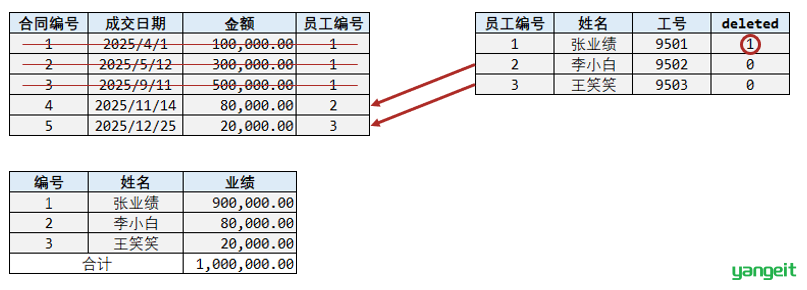 合同编号 成交日期 金额 员工编号
1 2025/4/1 100,000.00 1
2 2025/5/12 300,000.00 1
3 2025/9/11 500,000.00 1
4 2025/11/14 80,000.00 2
5 2025/12/25 20,000.00 3
员工编号 姓名 工号 deleted
1 张业绩 9501 1
2 李小白 9502 0
3 王笑笑 9503 0
编号 姓名 业绩
1 张业绩 900,000.00
2 李小白 80,000.00
3 王笑笑 20,000.00
合计 1,000,000.00
yangeit